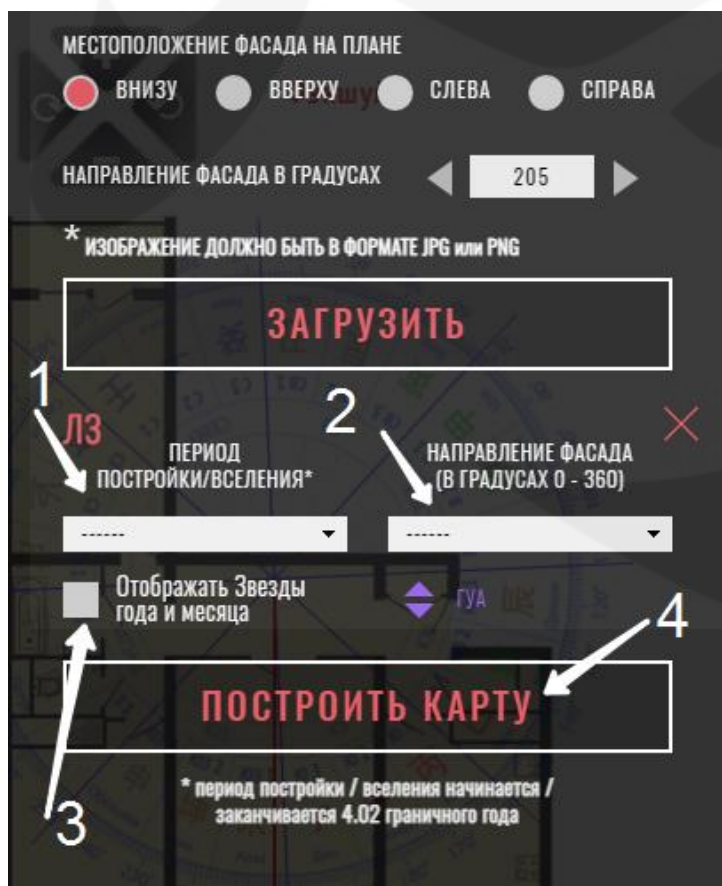 МЕСТОПОЛОЖЕНИЕ ФАСАДА НА ПЛАНЕ
ВНИЗУ ВВЕРХУ СЛЕВА СПРАВА
НАПРАВЛЕНИЕ ФАСАДА В ГРАДУСАХ 205
* ИЗОБРАЖЕНИЕ ДОЛЖНО БЫТЬ В ФОРМАТЕ JPG или PNG
ЗАГРУЗИТЬ
1
2
ЛЗ
ПЕРИОД
ПОСТРОЙКИ/ВСЕЛЕНИЯ*
НАПРАВЛЕНИЕ ФАСАДА
(В ГРАДУСАХ 0 - 360)
------ ------
Отображать Звезды
года и месяца
ГУА
4
ПОСТРОИТЬ КАРТУ
3
* период постройки / вселения начинается /
заканчивается 4.02 граничного года